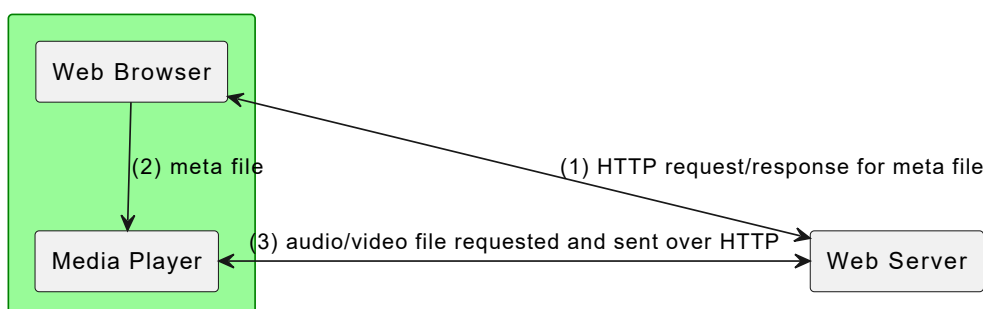 Web Browser
(1) HTTP request/response for meta file
(2) meta file
(3) audio/video file requested and sent over HTTP
Media Player
Web Server